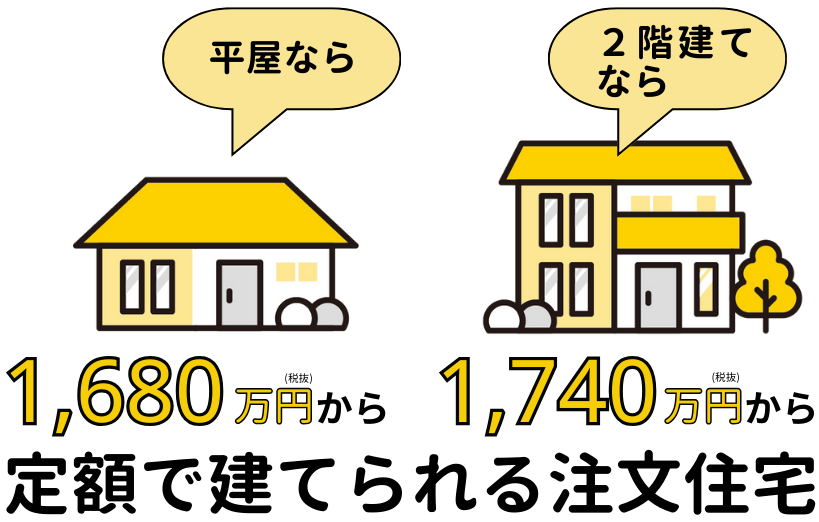 平屋なら
２階建て
なら
1,680万円(税抜)から
1,740万円(税抜)から
定額で建てられる注文住宅